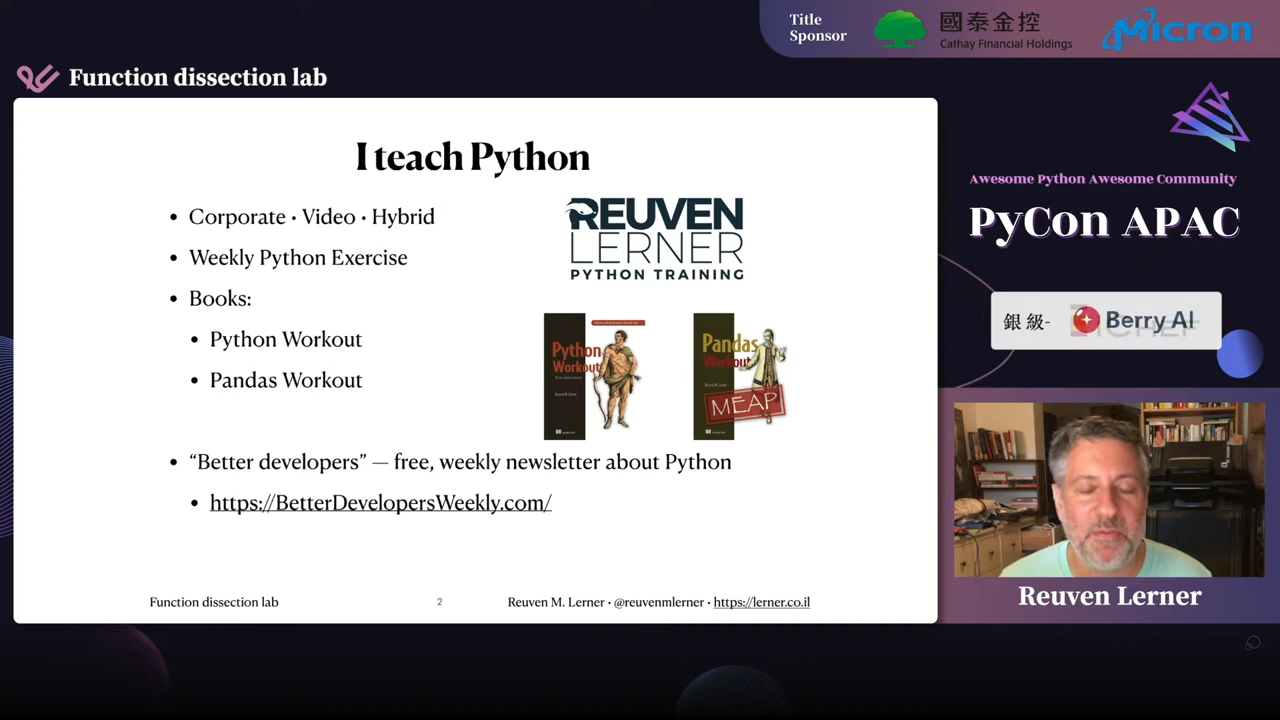 Title
Sponsor
國泰金控
Cathay Financial Holdings
Micron
Function dissection lab
I teach Python
• Corporate • Video • Hybrid
• Weekly Python Exercise
• Books:
• Python Workout
• Pandas Workout
REUVEN
LERNER
PYTHON TRAINING
Python
Workout
Pandas
Workout
MEAP
• “Better developers” — free, weekly newsletter about Python
• https://BetterDevelopersWeekly.com/
Function dissection lab
2
Reuven M. Lerner • @reuvenmlerner • https://lerner.co.il
Awesome Python Awesome Community
PyCon APAC
銀級-
Berry AI
Reuven Lerner